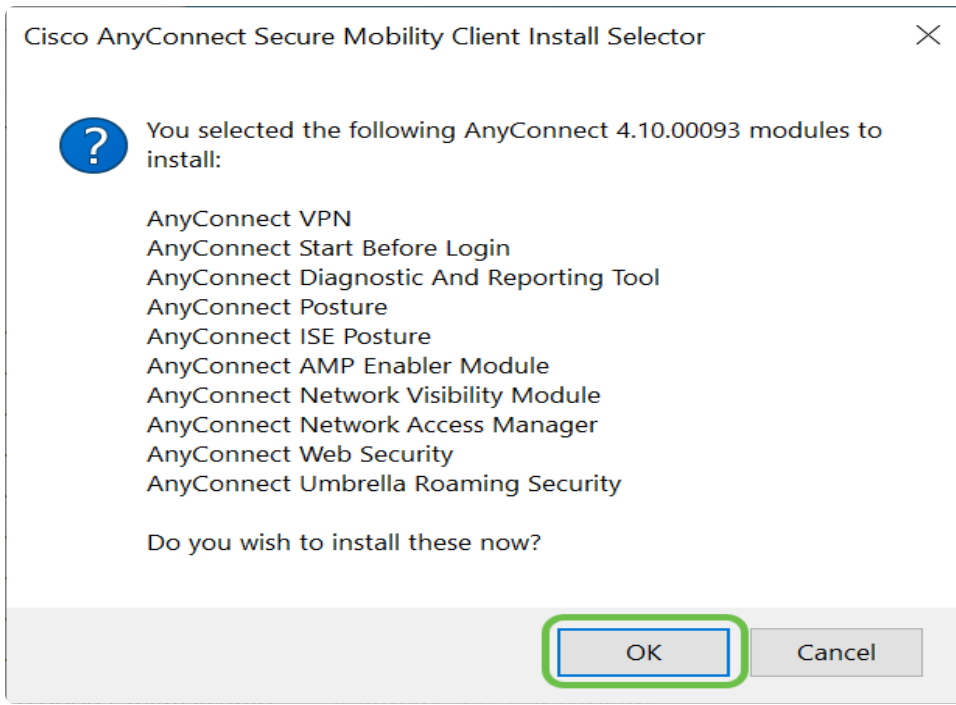 Cisco AnyConnect Secure Mobility Client Install Selector
?
You selected the following AnyConnect 4.10.00093 modules to
install:
AnyConnect VPN
AnyConnect Start Before Login
AnyConnect Diagnostic And Reporting Tool
AnyConnect Posture
AnyConnect ISE Posture
AnyConnect AMP Enabler Module
AnyConnect Network Visibility Module
AnyConnect Network Access Manager
AnyConnect Web Security
AnyConnect Umbrella Roaming Security
Do you wish to install these now?
OK
Cancel